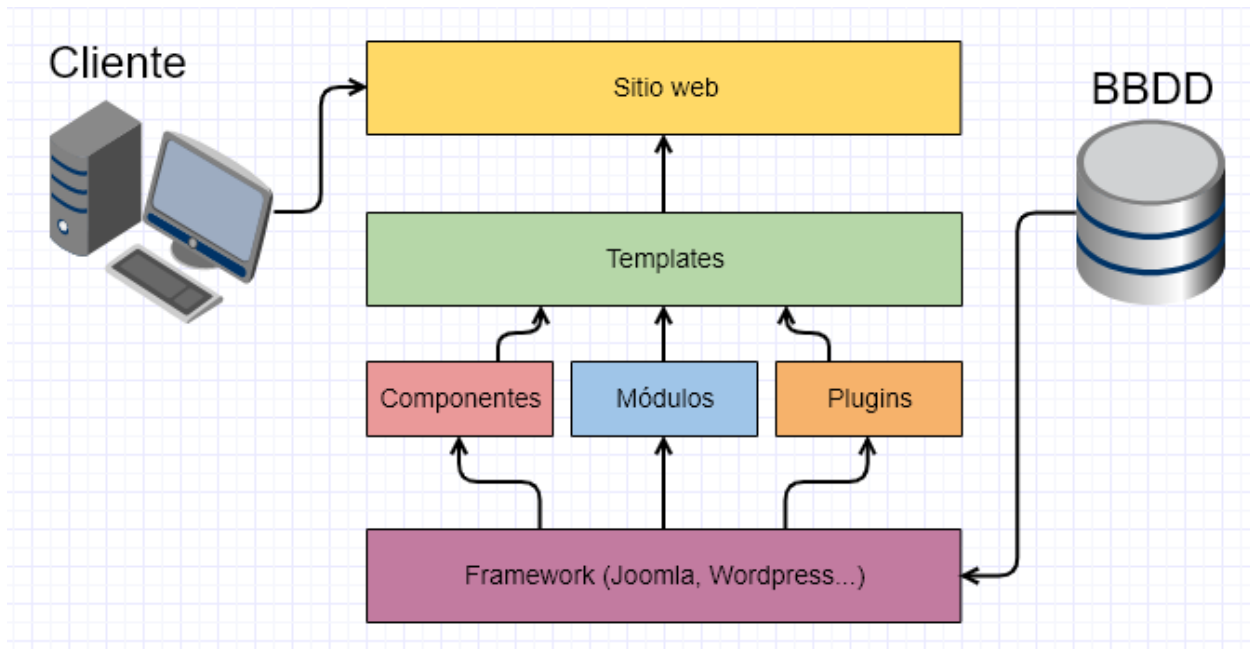 Cliente
Sitio web
BBDD
Templates
Componentes
Módulos
Plugins
Framework (Joomla, Wordpress...)